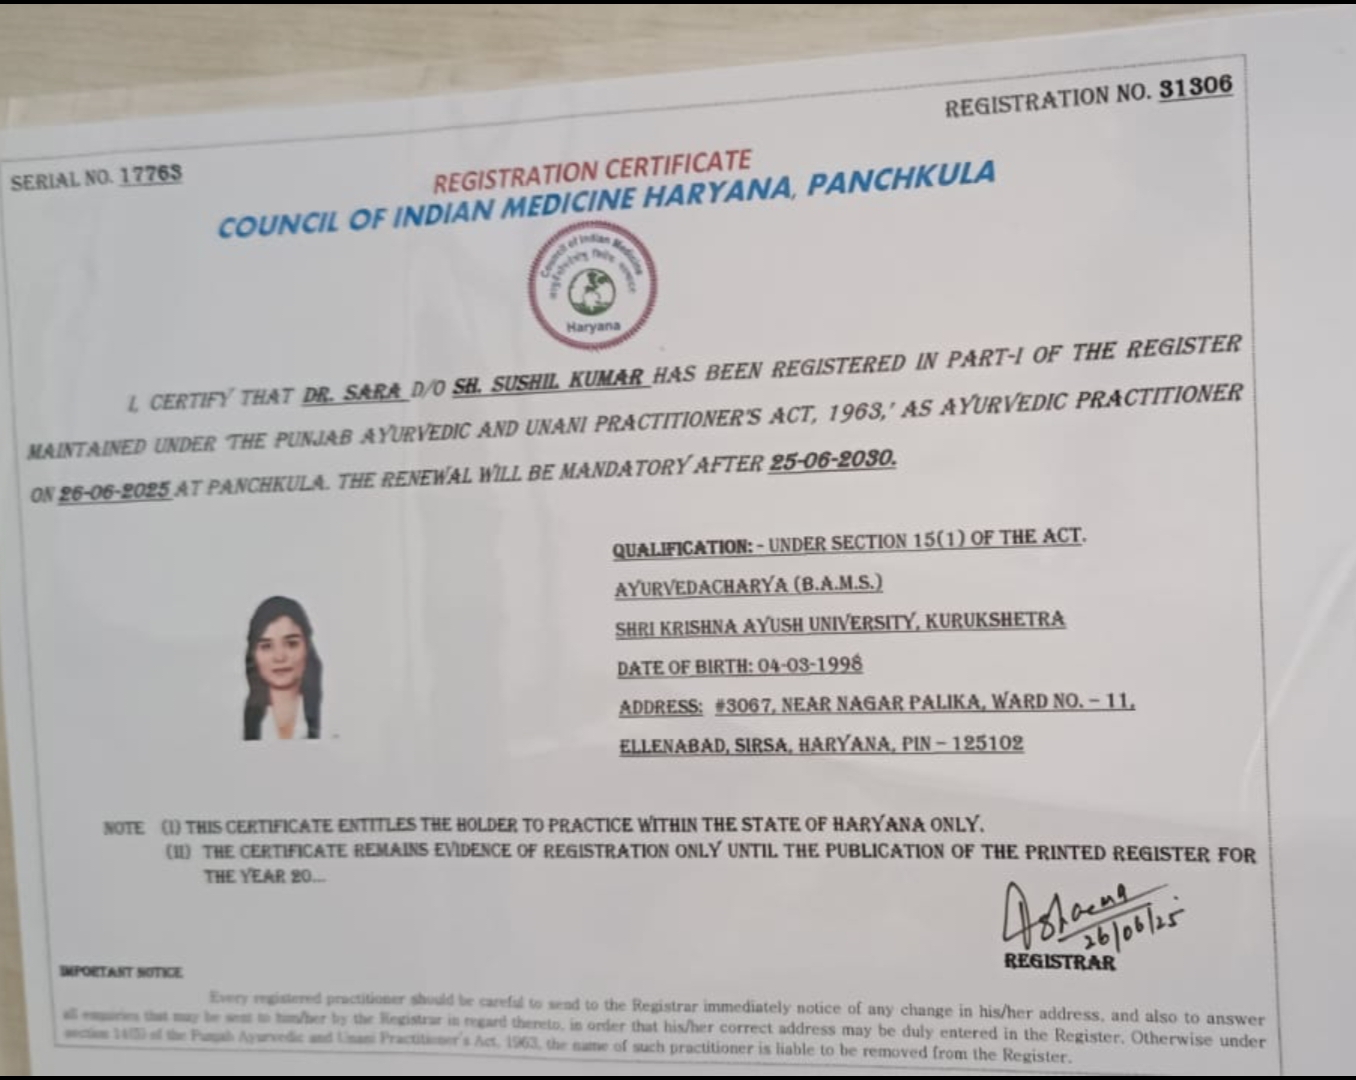 REGISTRATION NO. 31306
SERIAL NO. 17763
REGISTRATION CERTIFICATE
COUNCIL OF INDIAN MEDICINE HARYANA, PANCHKULA
Council of Indian Medicine
Haryana
I, CERTIFY THAT DR. SARA D/O SH. SUSHIL KUMAR HAS BEEN REGISTERED IN PART-I OF THE REGISTER
MAINTAINED UNDER 'THE PUNJAB AYURVEDIC AND UNANI PRACTITIONER'S ACT, 1963,' AS AYURVEDIC PRACTITIONER
ON 26-06-2025 AT PANCHKULA. THE RENEWAL WILL BE MANDATORY AFTER 25-06-2030.
QUALIFICATION: - UNDER SECTION 15(1) OF THE ACT.
AYURVEDACHARYA (B.A.M.S.)
SHRI KRISHNA AYUSH UNIVERSITY, KURUKSHETRA
DATE OF BIRTH: 04-03-1998
ADDRESS: #3067, NEAR NAGAR PALIKA, WARD NO. - 11,
ELLENABAD, SIRSA, HARYANA, PIN - 125102
NOTE (I) THIS CERTIFICATE ENTITLES THE HOLDER TO PRACTICE WITHIN THE STATE OF HARYANA ONLY.
(II) THE CERTIFICATE REMAINS EVIDENCE OF REGISTRATION ONLY UNTIL THE PUBLICATION OF THE PRINTED REGISTER FOR
THE YEAR 20...
26/06/25
REGISTRAR
IMPORTANT NOTICE
Every registered practitioner should be careful to send to the Registrar immediately notice of any change in his/her address, and also to answer
all enquiries that may be sent to him/her by the Registrar in regard thereto, in order that his/her correct address may be duly entered in the Register. Otherwise under
section 14(5) of the Punjab Ayurvedic and Unani Practitioner's Act, 1963, the name of such practitioner is liable to be removed from the Register.